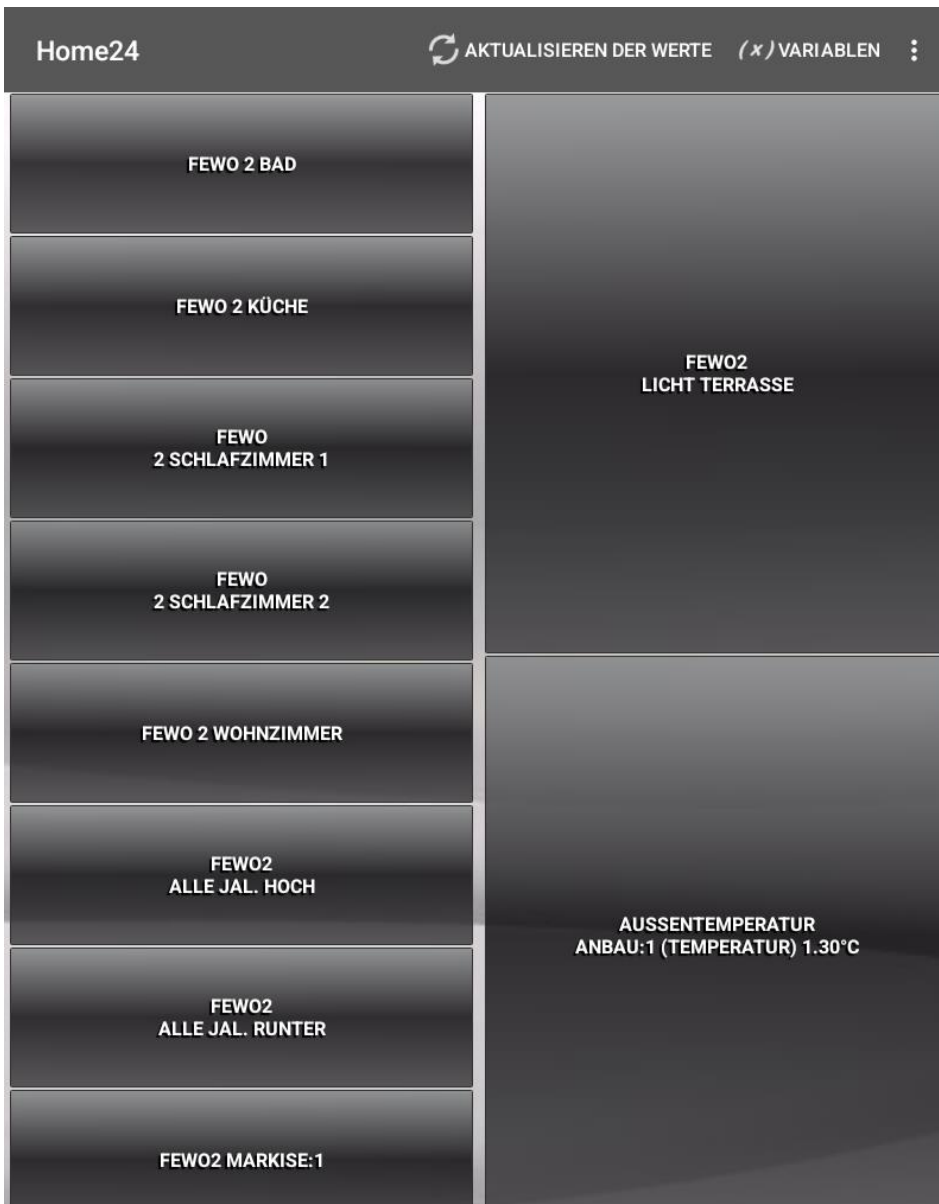 Home24
AKTUALISIEREN DER WERTE
(x) VARIABLEN
FEWO 2 BAD
FEWO 2 KÜCHE
FEWO
2 SCHLAFZIMMER 1
FEWO
2 SCHLAFZIMMER 2
FEWO 2 WOHNZIMMER
FEWO2
ALLE JAL. HOCH
FEWO2
ALLE JAL. RUNTER
FEWO2 MARKISE:1
FEWO2
LICHT TERRASSE
AUSSENTEMPERATUR
ANBAU:1 (TEMPERATUR) 1.30°C